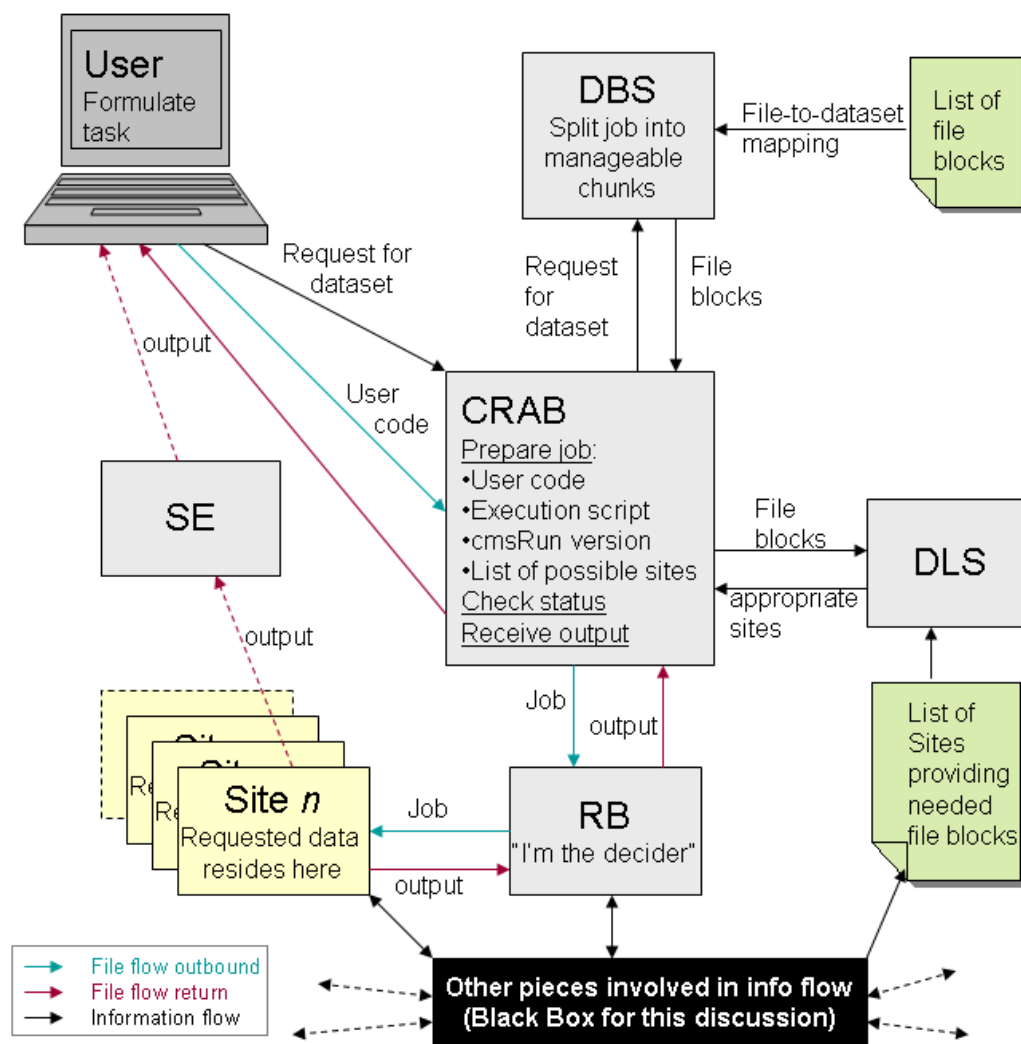 User
Formulate
task
DBS
Split job into
manageable
chunks
File-to-dataset
mapping
List of
file
blocks
Request for
dataset
Request
for
dataset
File
blocks
output
User
code
CRAB
Prepare job:
•User code
•Execution script
•cmsRun version
•List of possible sites
Check status
Receive output
SE
File
blocks
DLS
appropriate
sites
output
Job
output
List of
Sites
providing
needed
file blocks
Si
Re
Si
Re
Site n
Requested data
resides here
Job
output
RB
"I'm the decider"
File flow outbound
File flow return
Information flow
Other pieces involved in info flow
(Black Box for this discussion)